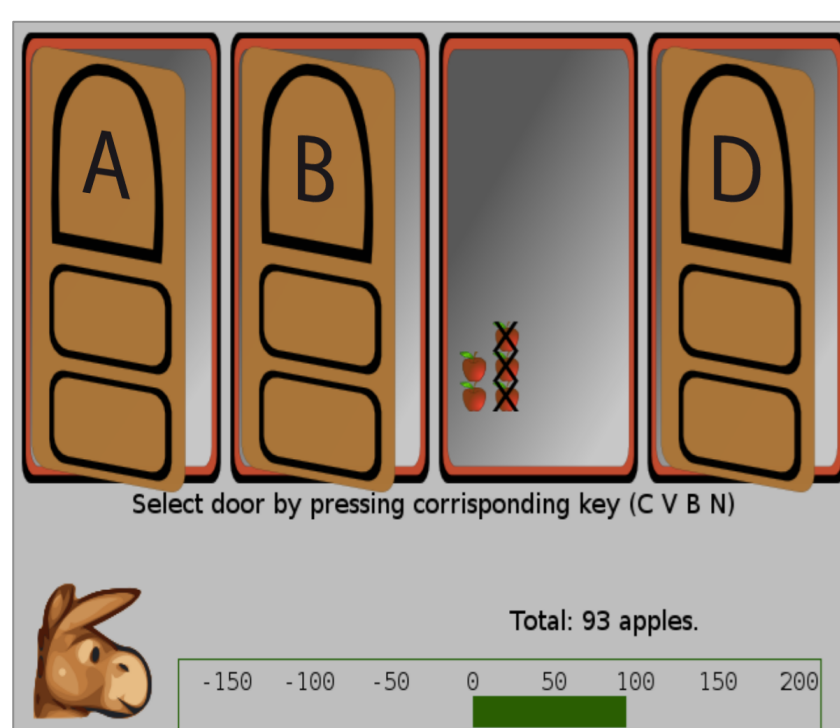 A B D
Select door by pressing corrisponding key (C V B N)
Total: 93 apples.
-150 -100 -50 0 50 100 150 200